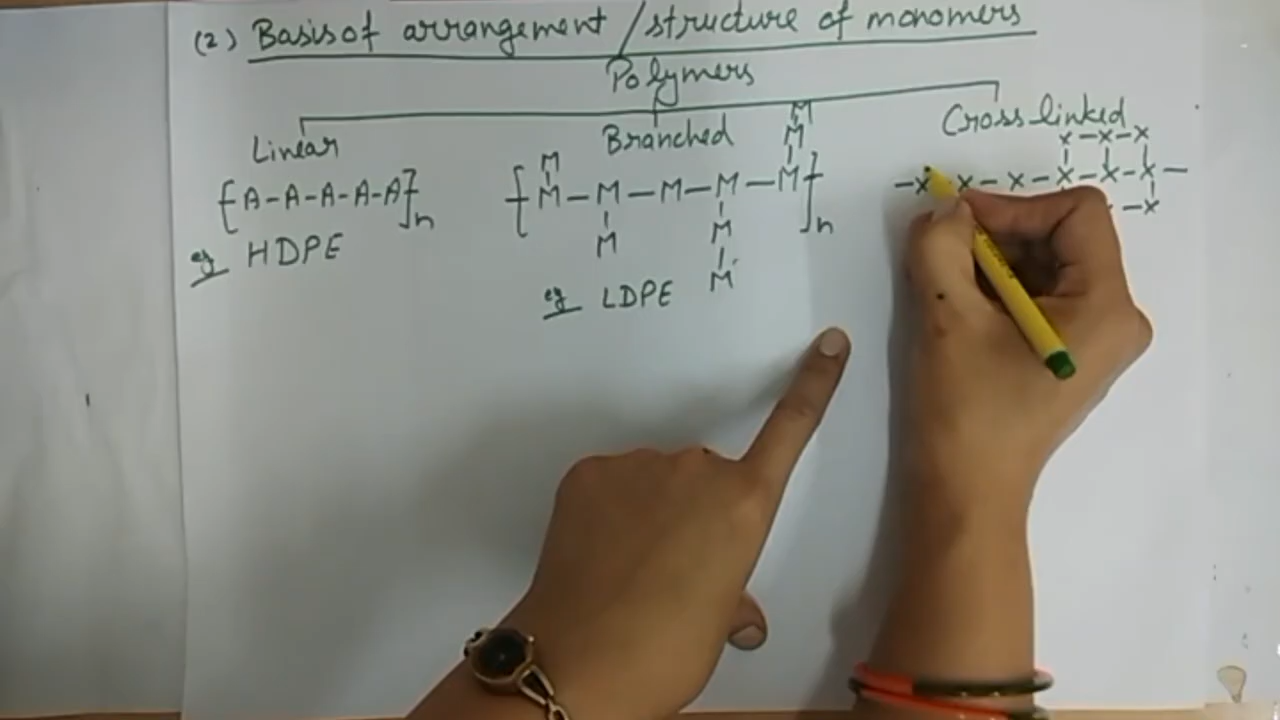 (2) Basis of arrangement / structure of monomers
Polymers
Linear
[A-A-A-A-A]n
eg HDPE
Branched
M
M
M
[M-M-M-M-M]n
M
M
M
eg LDPE
Cross linked
x-x-x
-x x-x-x-x-x-
-x